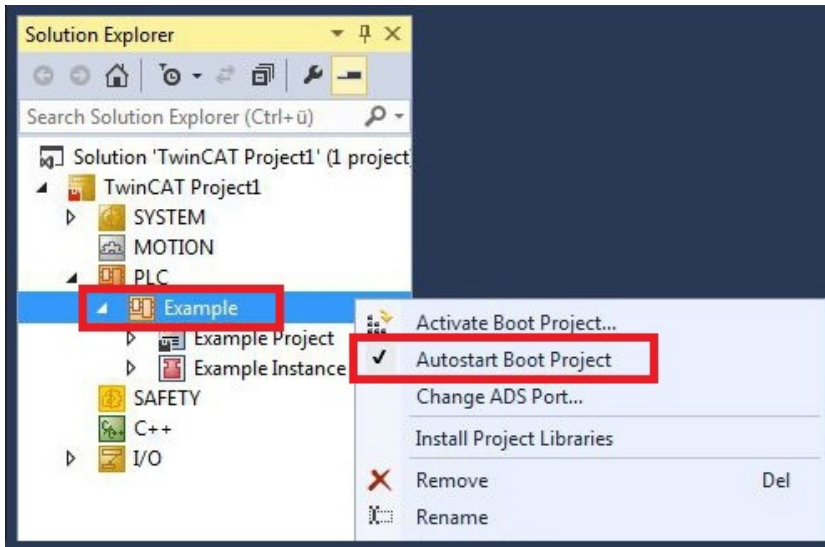 Solution Explorer
Search Solution Explorer (Ctrl+ü)
Solution 'TwinCAT Project1' (1 project
TwinCAT Project1
SYSTEM
MOTION
PLC
Example
Example Project
Example Instance
SAFETY
C++
I/O
Activate Boot Project...
Autostart Boot Project
Change ADS Port...
Install Project Libraries
Remove Del
Rename